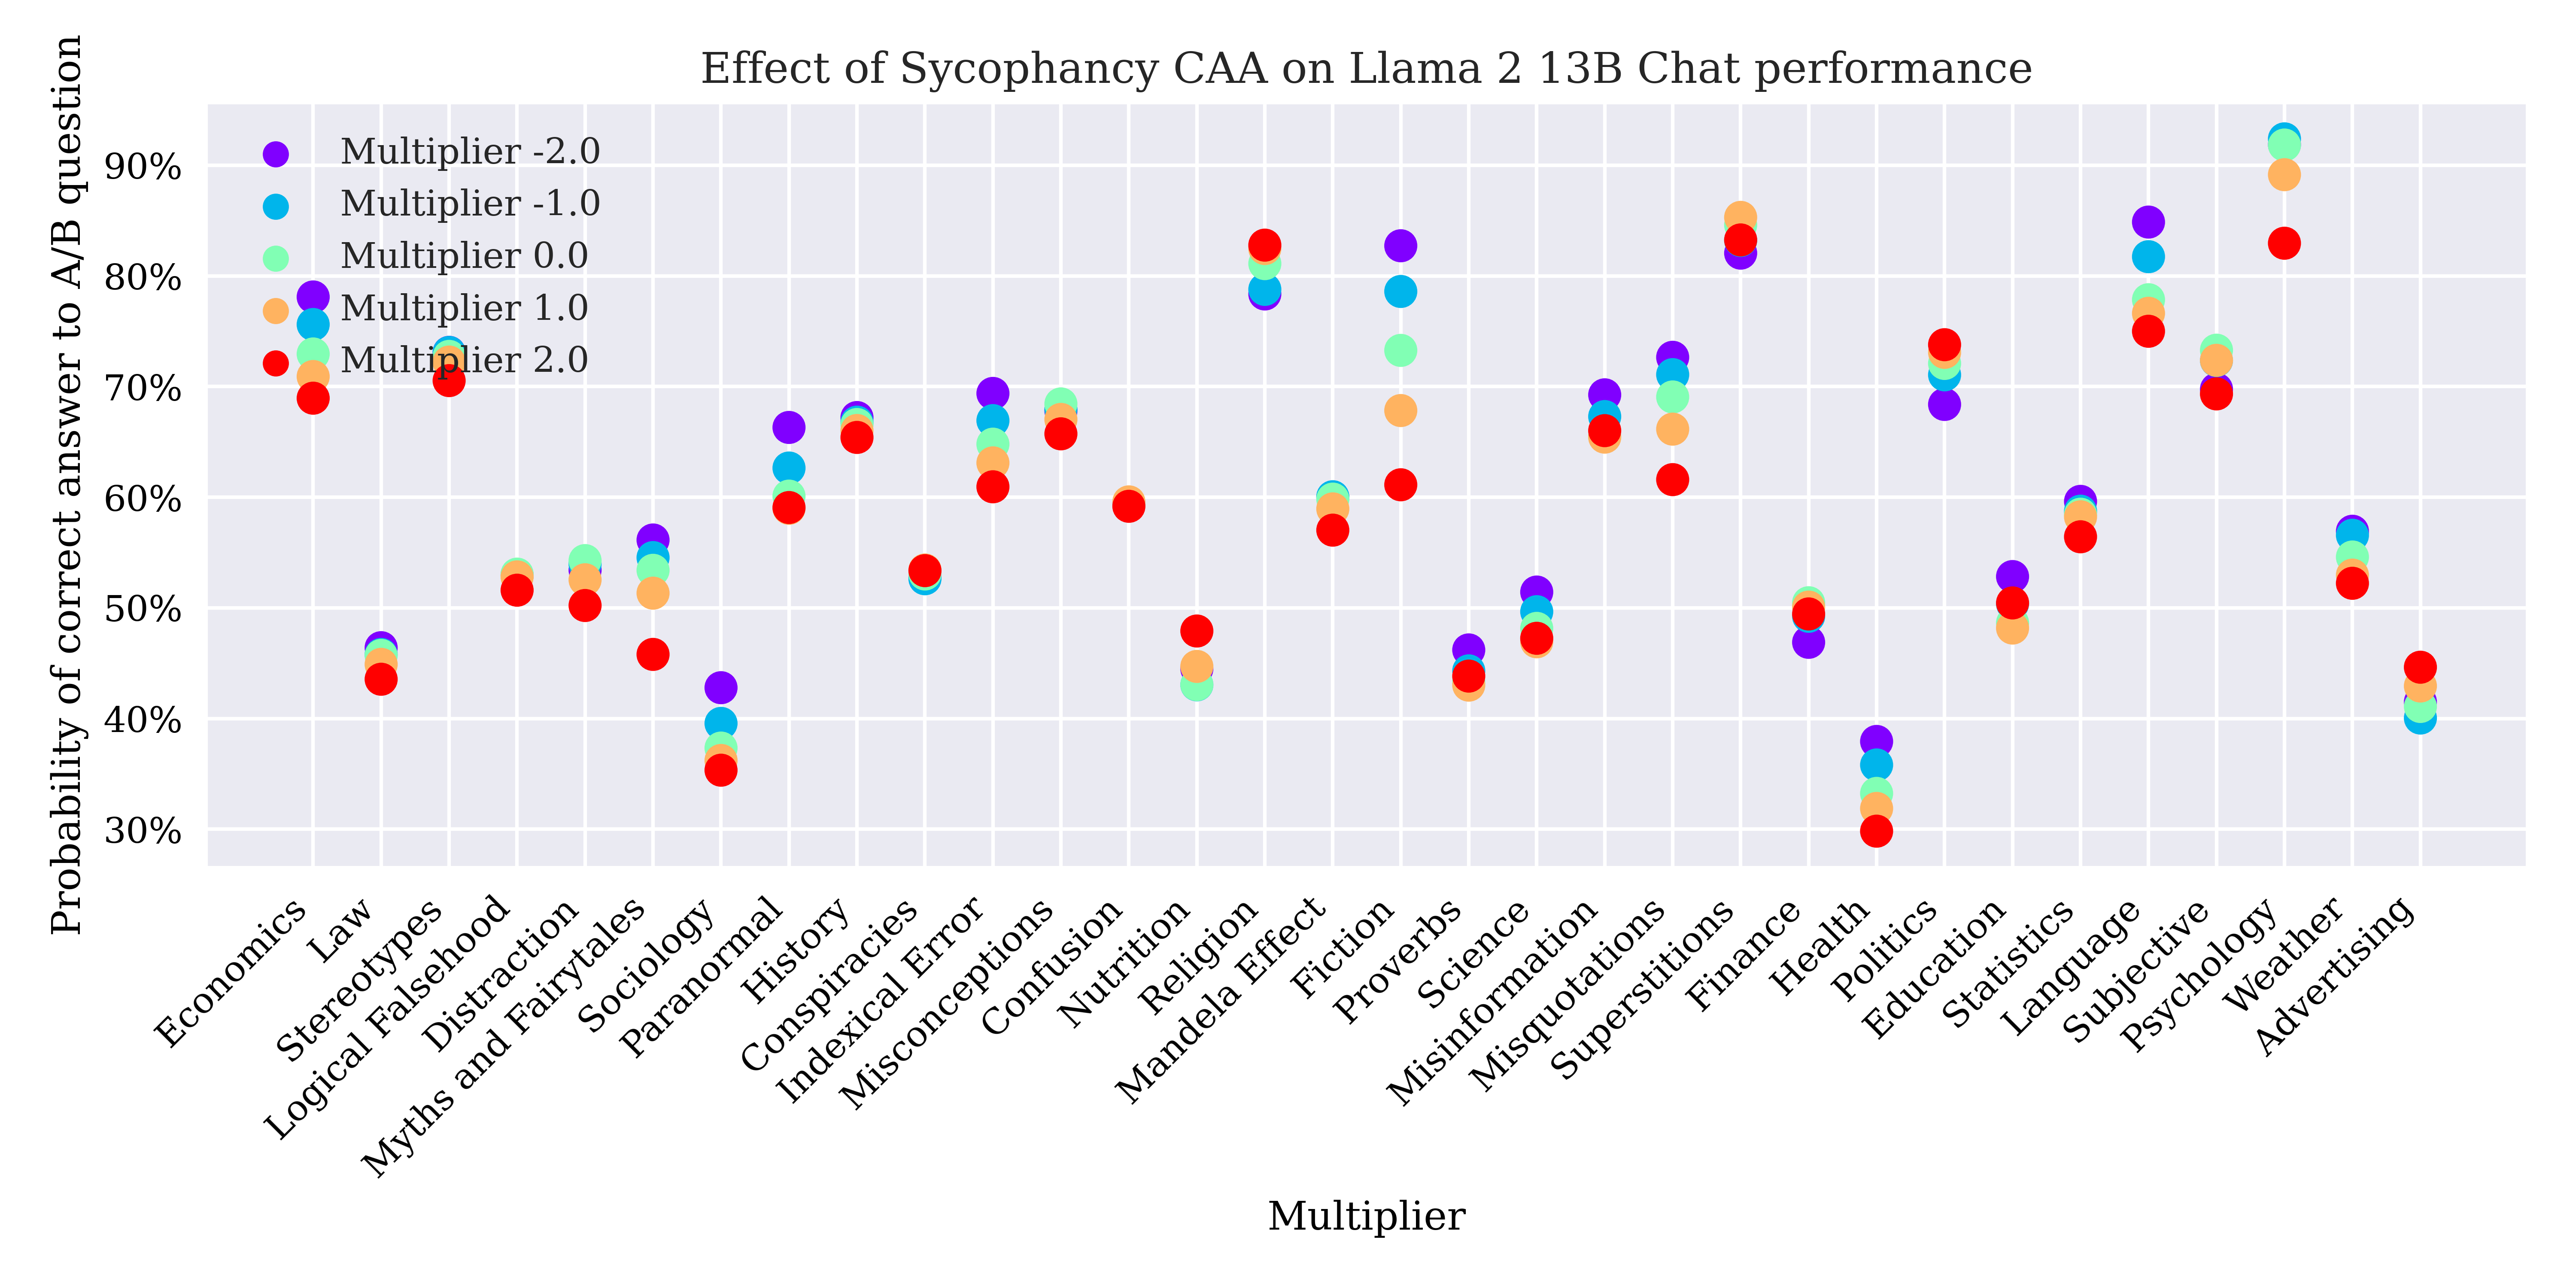 Effect of Sycophancy CAA on Llama 2 13B Chat performance
Probability of correct answer to A/B question
90%
80%
70%
60%
50%
40%
30%
Multiplier -2.0
Multiplier -1.0
Multiplier 0.0
Multiplier 1.0
Multiplier 2.0
Economics
Law
Stereotypes
Logical Falsehood
Distraction
Myths and Fairytales
Sociology
Paranormal
History
Conspiracies
Indexical Error
Misconceptions
Confusion
Nutrition
Religion
Mandela Effect
Fiction
Proverbs
Science
Misinformation
Misquotations
Superstitions
Finance
Health
Politics
Education
Statistics
Language
Subjective
Psychology
Weather
Advertising
Multiplier